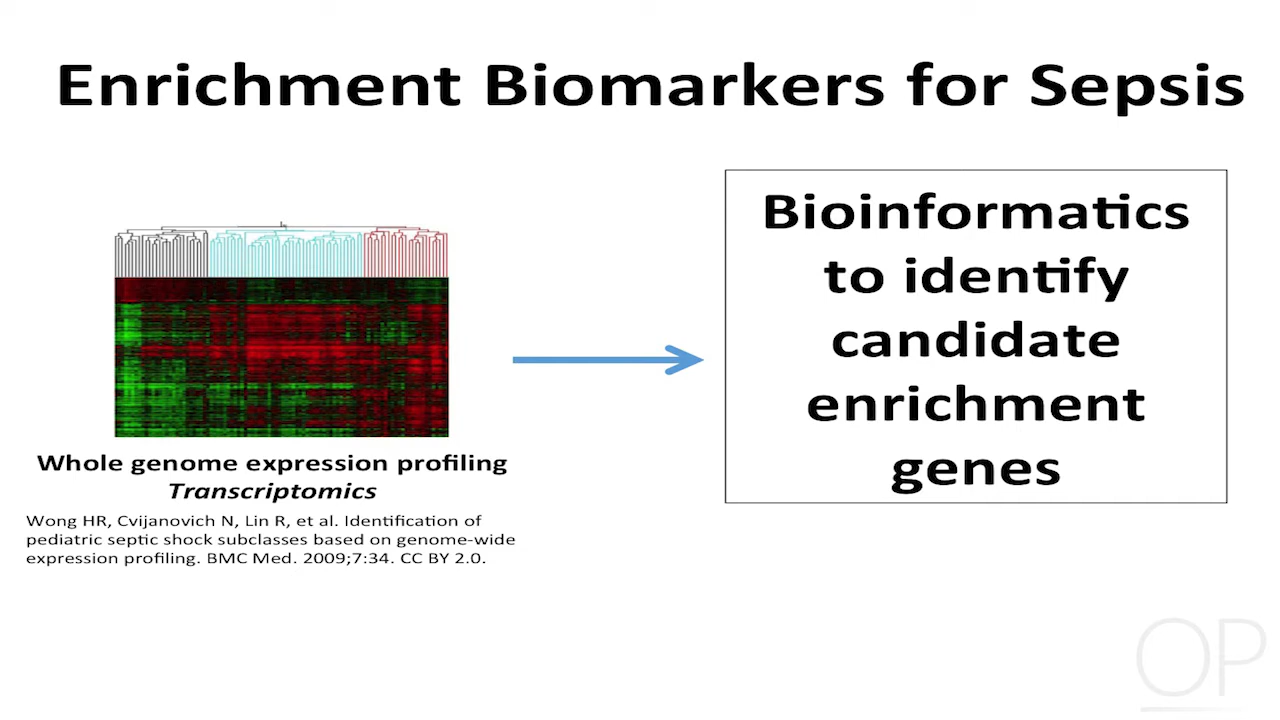 Enrichment Biomarkers for Sepsis
Bioinformatics
to identify
candidate
enrichment
genes
Whole genome expression profiling
Transcriptomics
Wong HR, Cvijanovich N, Lin R, et al. Identification of
pediatric septic shock subclasses based on genome-wide
expression profiling. BMC Med. 2009;7:34. CC BY 2.0.
OP